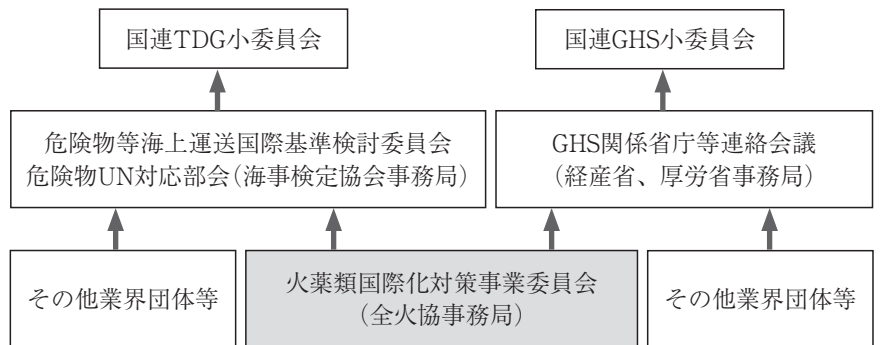 国連TDG小委員会
国連GHS小委員会
危険物等海上運送国際基準検討委員会
危険物UN対応部会(海事検定協会事務局)
GHS関係省庁等連絡会議
(経産省、厚労省事務局)
その他業界団体等
火薬類国際化対策事業委員会
(全火協事務局)
その他業界団体等